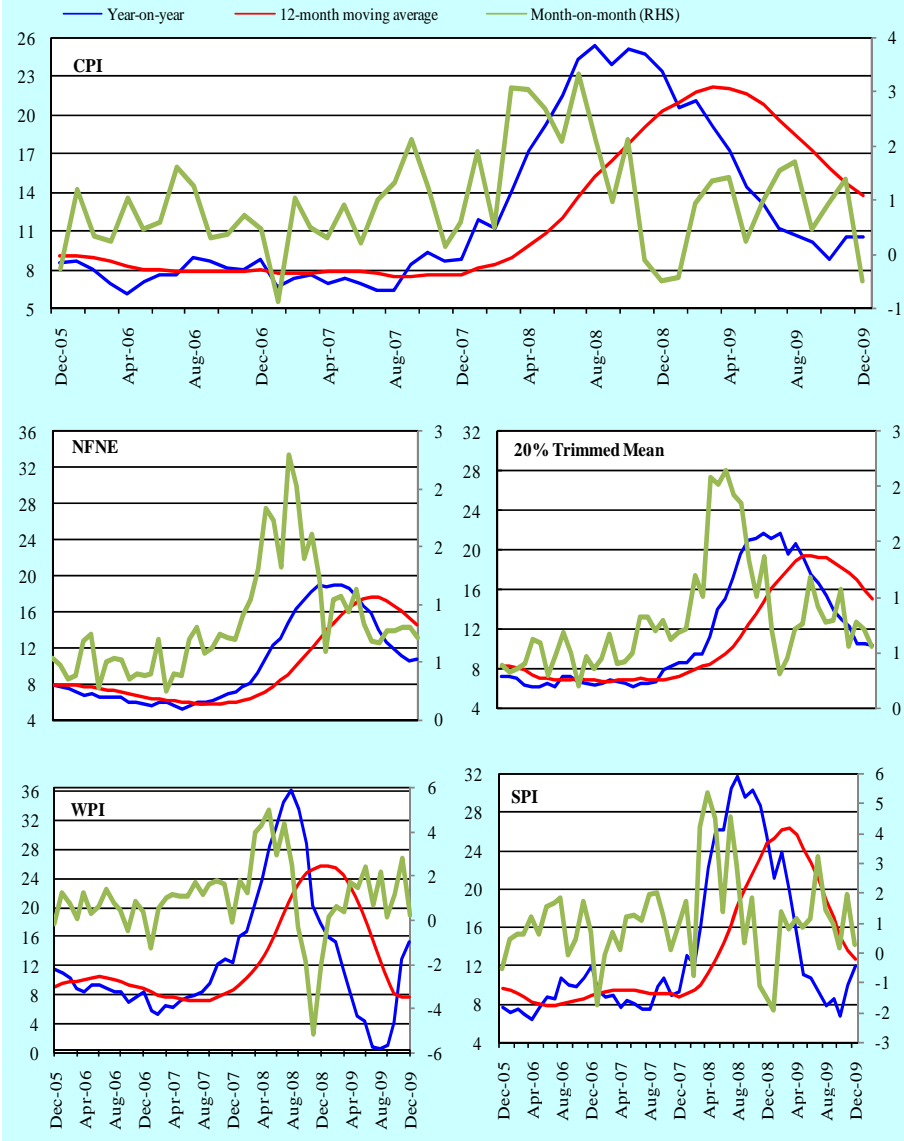 Year-on-year 12-month moving average Month-on-month (RHS)
CPI
26
23
20
17
14
11
8
5
4
3
2
1
0
-1
Dec-05
Apr-06
Aug-06
Dec-06
Apr-07
Aug-07
Dec-07
Apr-08
Aug-08
Dec-08
Apr-09
Aug-09
Dec-09
NFNE
36
32
28
24
20
16
12
8
4
3
2
2
1
1
0
20% Trimmed Mean
32
28
24
20
16
12
8
4
3
2
2
1
1
0
WPI
36
32
28
24
20
16
12
8
4
0
6
4
2
0
-2
-4
-6
Dec-05
Apr-06
Aug-06
Dec-06
Apr-07
Aug-07
Dec-07
Apr-08
Aug-08
Dec-08
Apr-09
Aug-09
Dec-09
SPI
32
28
24
20
16
12
8
4
6
5
4
3
2
1
0
-1
-2
-3
Dec-05
Apr-06
Aug-06
Dec-06
Apr-07
Aug-07
Dec-07
Apr-08
Aug-08
Dec-08
Apr-09
Aug-09
Dec-09